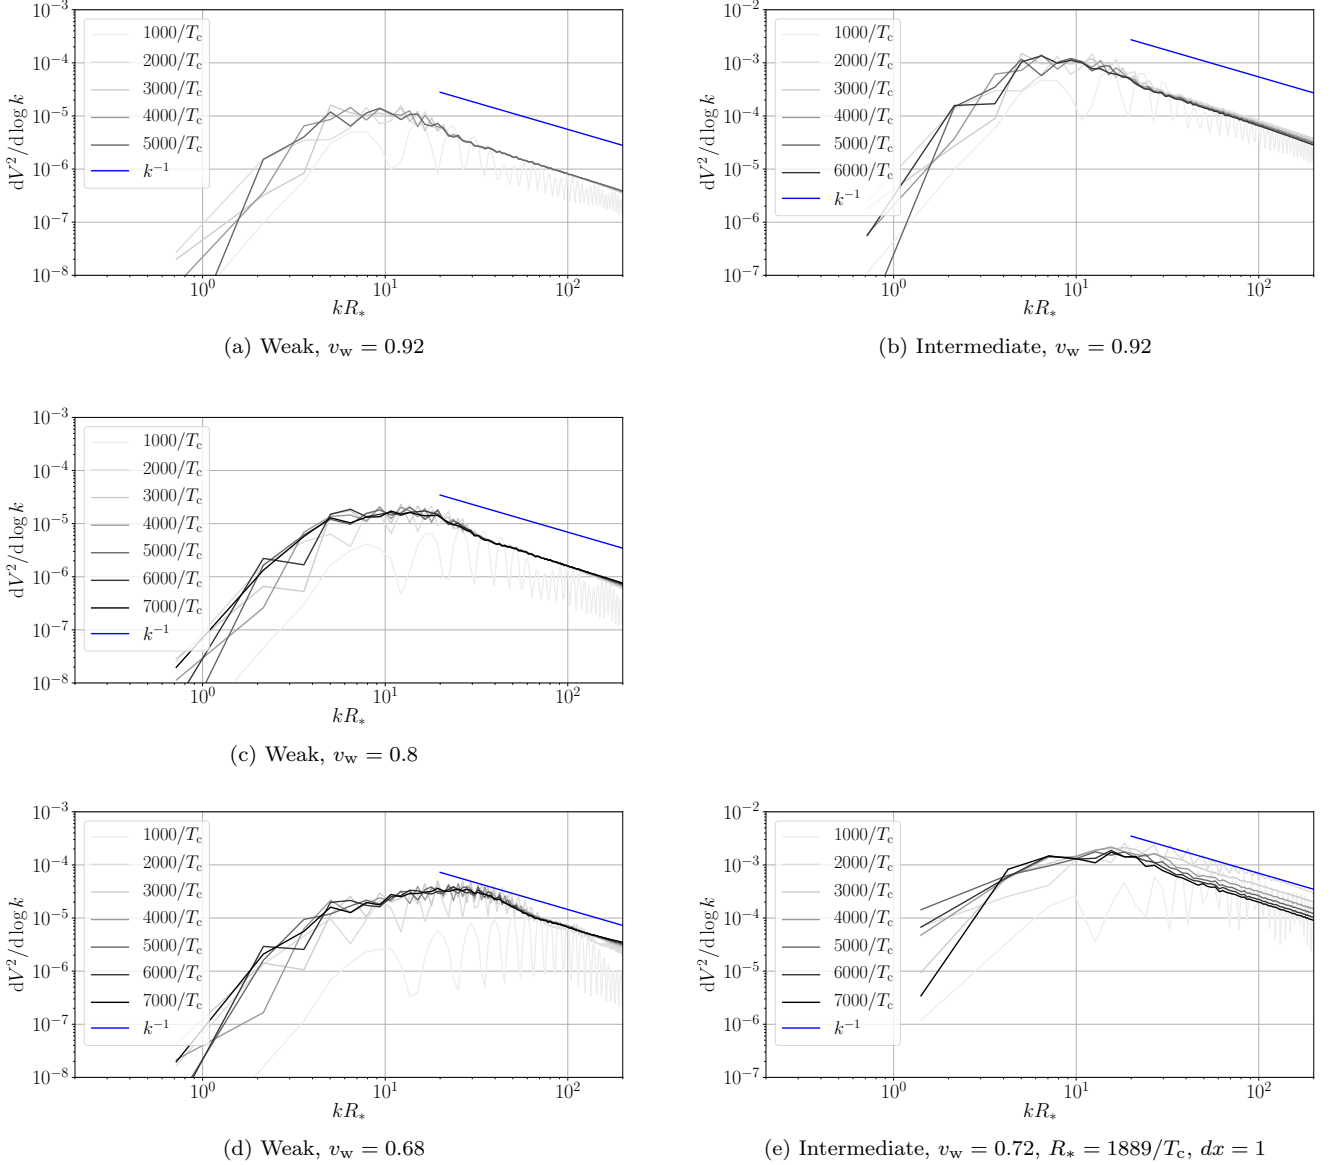 10^{-3}
10^{-4}
10^{-5}
10^{-6}
10^{-7}
10^{-8}
dV^2/d log k
1000/T_c
2000/T_c
3000/T_c
4000/T_c
5000/T_c
k^{-1}
10^0
10^1
10^2
kR_*
(a) Weak, v_w = 0.92
10^{-2}
10^{-3}
10^{-4}
10^{-5}
10^{-6}
10^{-7}
dV^2/d log k
1000/T_c
2000/T_c
3000/T_c
4000/T_c
5000/T_c
6000/T_c
k^{-1}
10^0
10^1
10^2
kR_*
(b) Intermediate, v_w = 0.92
10^{-3}
10^{-4}
10^{-5}
10^{-6}
10^{-7}
10^{-8}
dV^2/d log k
1000/T_c
2000/T_c
3000/T_c
4000/T_c
5000/T_c
6000/T_c
7000/T_c
k^{-1}
10^0
10^1
10^2
kR_*
(c) Weak, v_w = 0.8
10^{-3}
10^{-4}
10^{-5}
10^{-6}
10^{-7}
10^{-8}
dV^2/d log k
1000/T_c
2000/T_c
3000/T_c
4000/T_c
5000/T_c
6000/T_c
7000/T_c
k^{-1}
10^0
10^1
10^2
kR_*
(d) Weak, v_w = 0.68
10^{-2}
10^{-3}
10^{-4}
10^{-5}
10^{-6}
10^{-7}
dV^2/d log k
1000/T_c
2000/T_c
3000/T_c
4000/T_c
5000/T_c
6000/T_c
7000/T_c
k^{-1}
10^0
10^1
10^2
kR_*
(e) Intermediate, v_w = 0.72, R_* = 1889/T_c, dx = 1